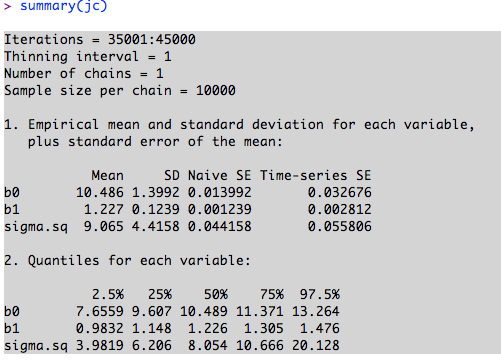 > summary(jc)
Iterations = 35001:45000
Thinning interval = 1
Number of chains = 1
Sample size per chain = 10000
1. Empirical mean and standard deviation for each variable,
plus standard error of the mean:
Mean SD Naive SE Time-series SE
b0 10.486 1.3992 0.013992 0.032676
b1 1.227 0.1239 0.001239 0.002812
sigma.sq 9.065 4.4158 0.044158 0.055806
2. Quantiles for each variable:
2.5% 25% 50% 75% 97.5%
b0 7.6559 9.607 10.489 11.371 13.264
b1 0.9832 1.148 1.226 1.305 1.476
sigma.sq 3.9819 6.206 8.054 10.666 20.128